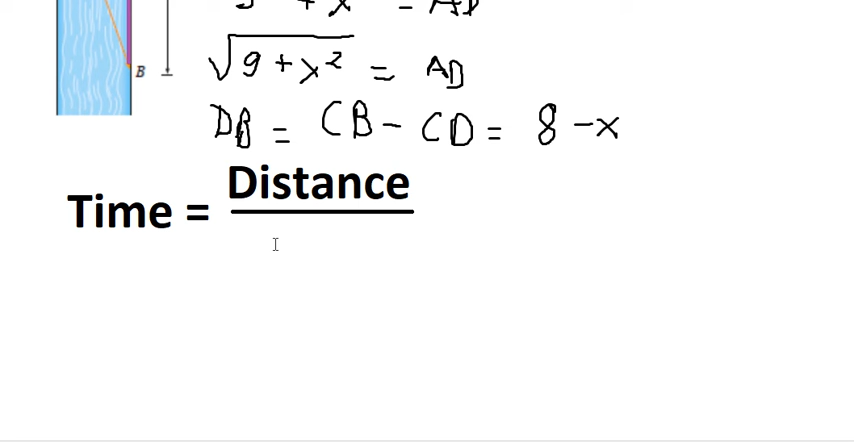 √9 + x² = AD
B
DB = CB - CD = 8 - x
Distance
Time =